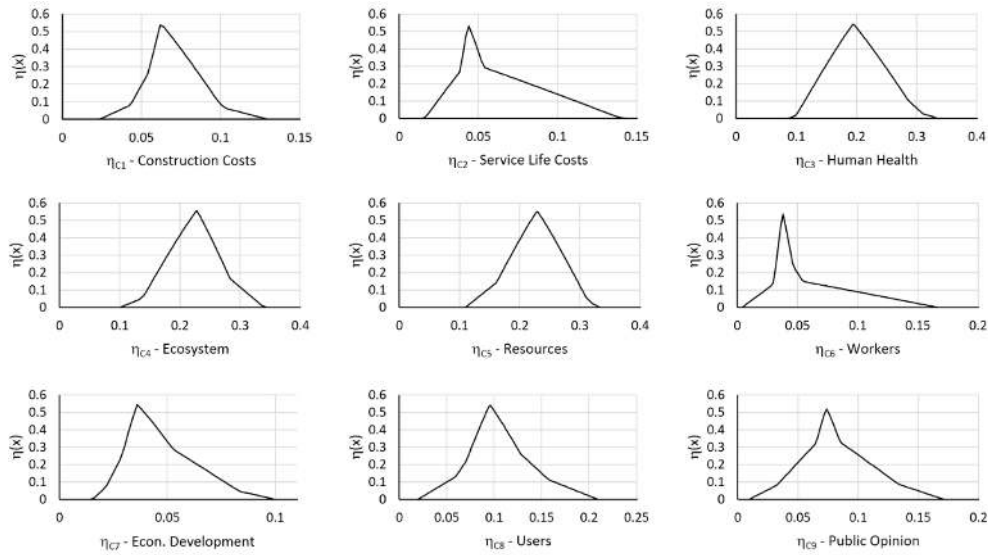 0.6 0.6 0.6
0.5 0.5 0.5
0.4 0.4 0.4
η(x) η(x) η(x)
0.3 0.3 0.3
0.2 0.2 0.2
0.1 0.1 0.1
0 0 0
0 0.05 0.1 0.15 0 0.05 0.1 0.15 0 0.1 0.2 0.3 0.4
ηC1 - Construction Costs ηC2 - Service Life Costs ηC3 - Human Health
0.6 0.6 0.6
0.5 0.5 0.5
0.4 0.4 0.4
η(x) η(x) η(x)
0.3 0.3 0.3
0.2 0.2 0.2
0.1 0.1 0.1
0 0 0
0 0.1 0.2 0.3 0.4 0 0.1 0.2 0.3 0.4 0 0.05 0.1 0.15 0.2
ηC4 - Ecosystem ηC5 - Resources ηC6 - Workers
0.6 0.6 0.6
0.5 0.5 0.5
0.4 0.4 0.4
η(x) η(x) η(x)
0.3 0.3 0.3
0.2 0.2 0.2
0.1 0.1 0.1
0 0 0
0 0.05 0.1 0 0.05 0.1 0.15 0.2 0.25 0 0.05 0.1 0.15 0.2
ηC7 - Econ. Development ηC8 - Users ηC9 - Public Opinion